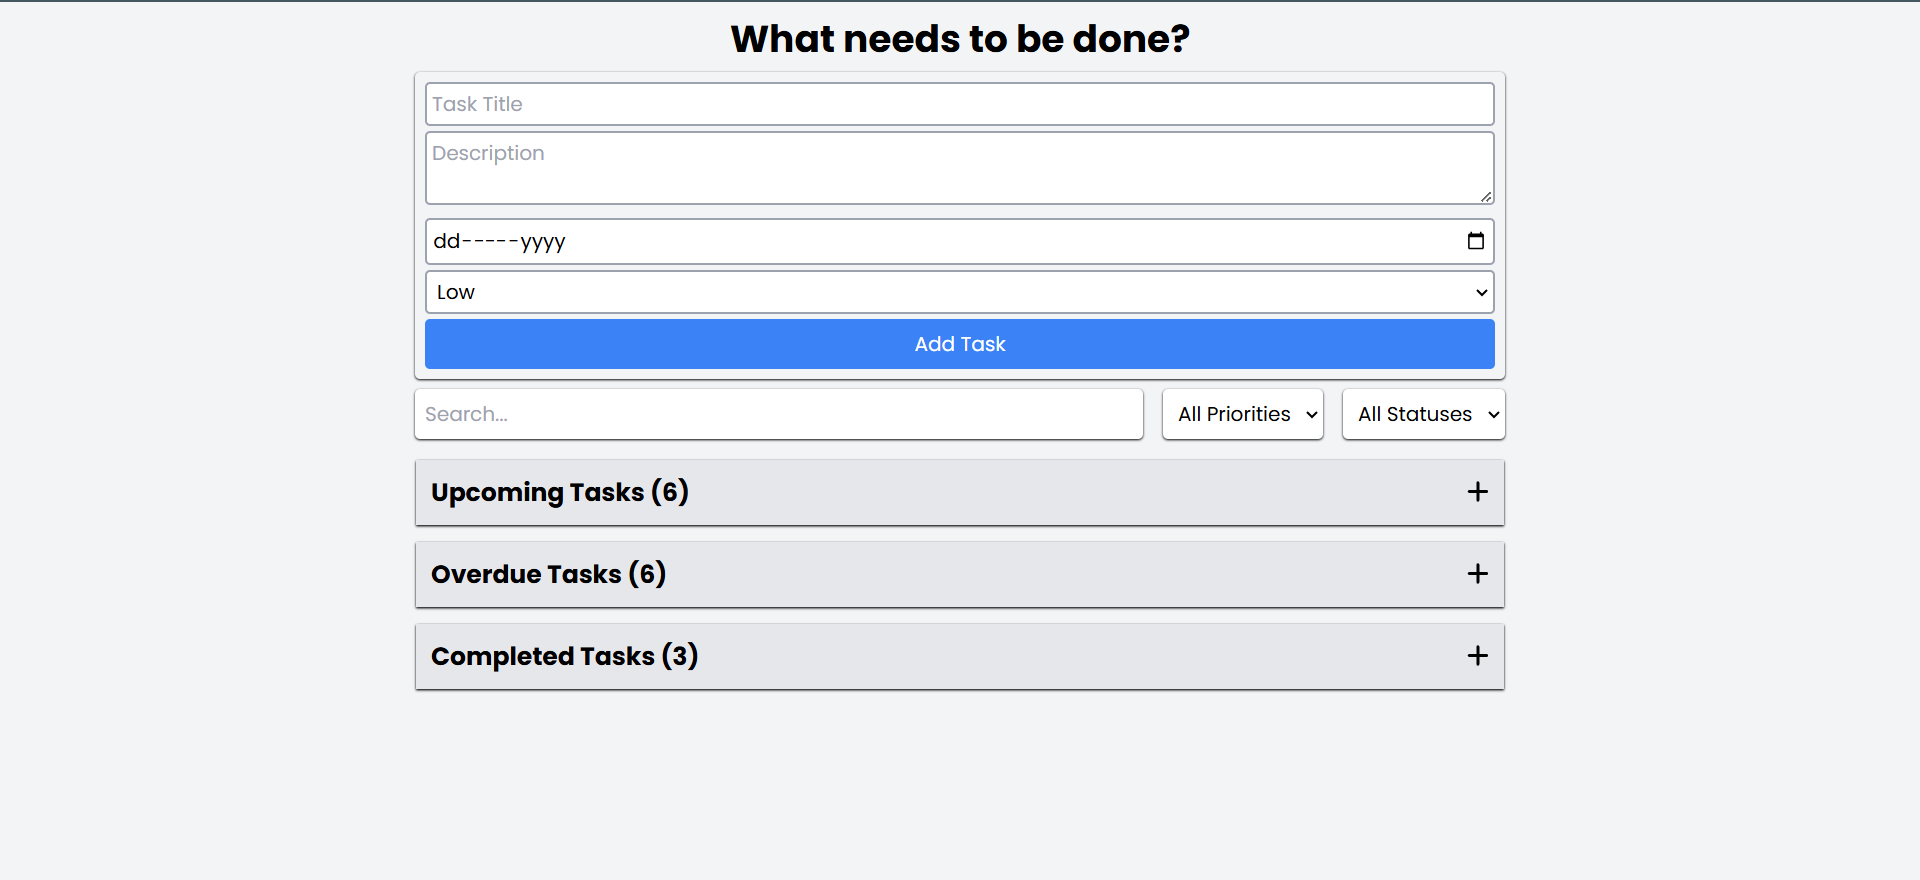 What needs to be done?
Task Title
Description
dd-----yyyy
Low
Add Task
Search...
All Priorities
All Statuses
Upcoming Tasks (6)
Overdue Tasks (6)
Completed Tasks (3)